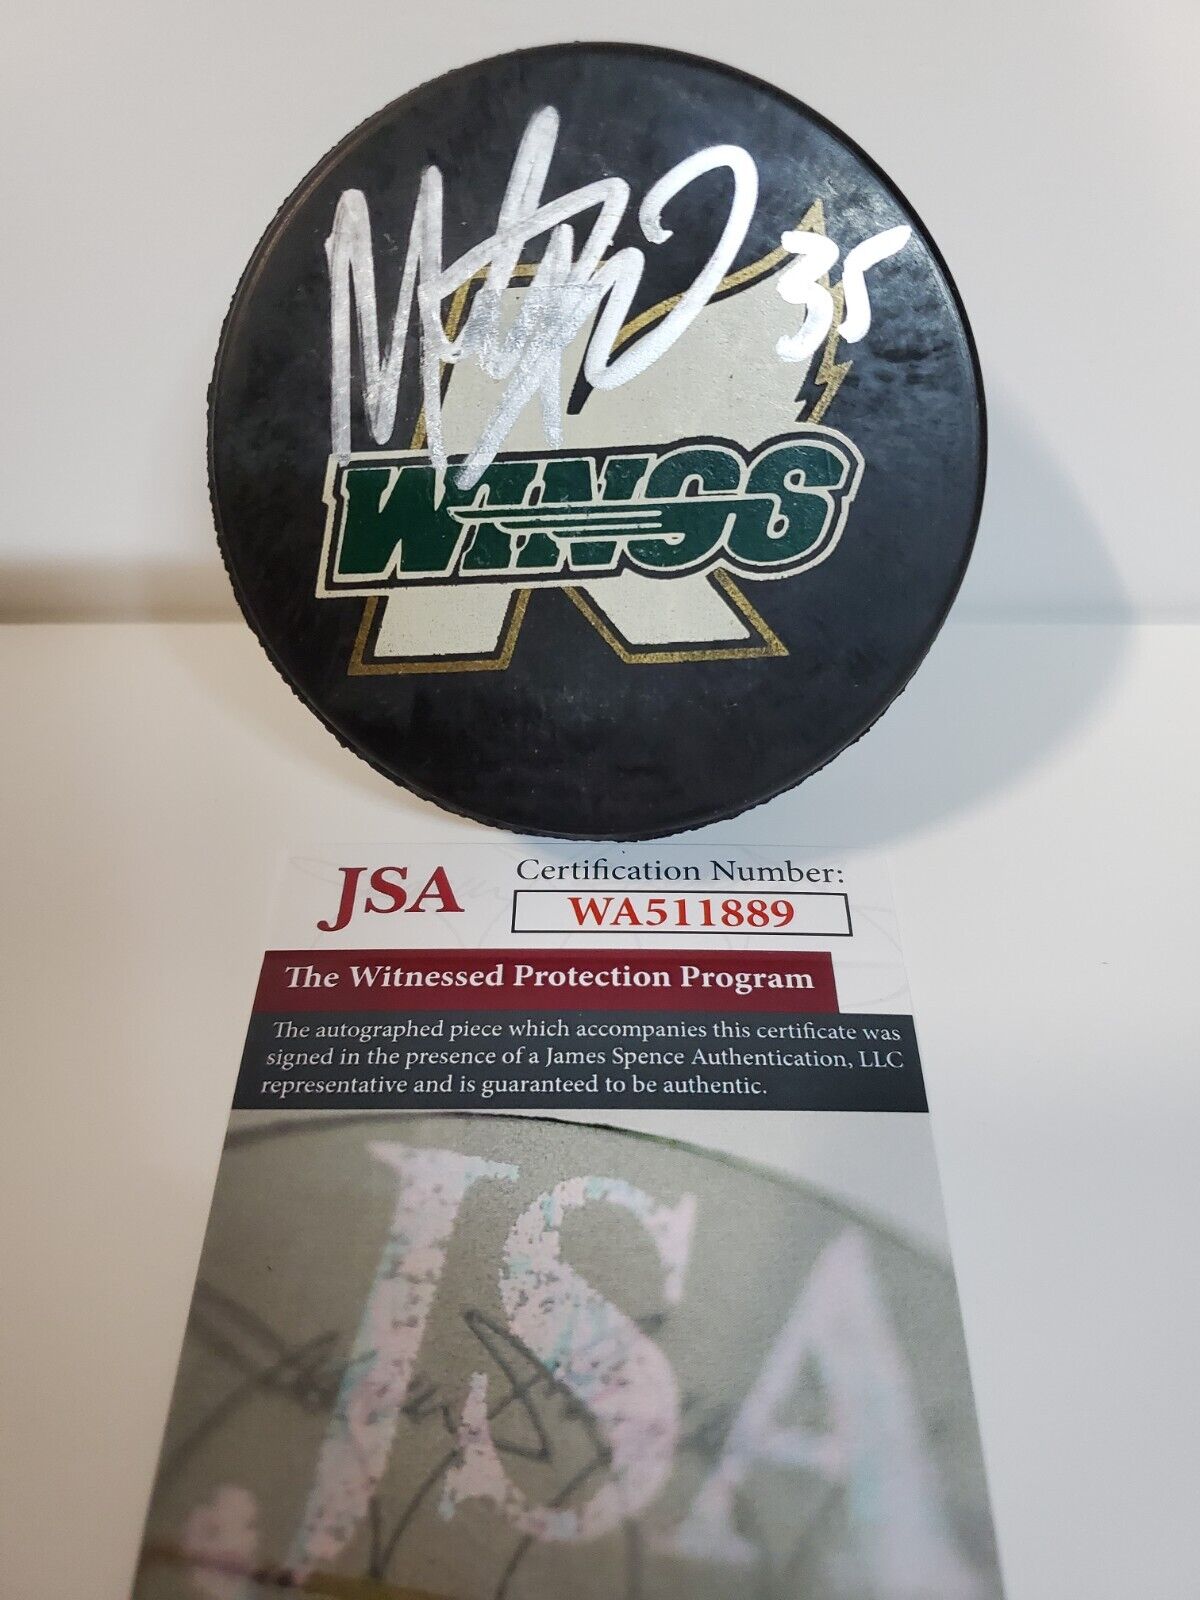 35
WINGS
JSA
Certification Number:
WA511889
The Witnessed Protection Program
The autographed piece which accompanies this certificate was
signed in the presence of a James Spence Authentication, LLC
representative and is guaranteed to be authentic.
JSA